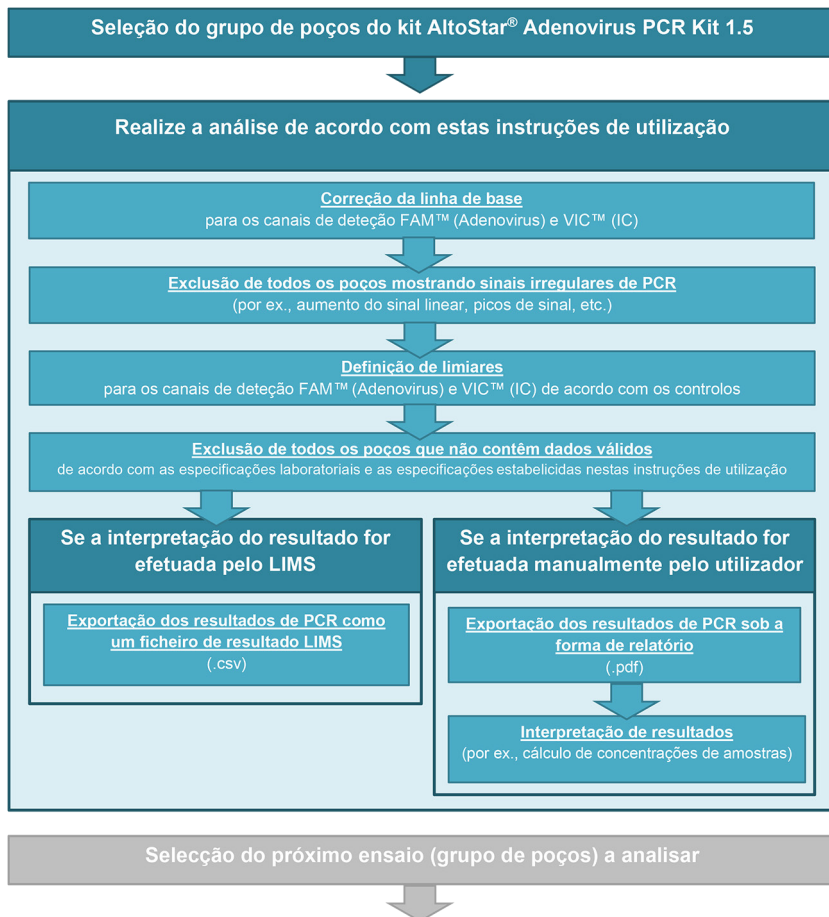 Seleção do grupo de poços do kit AltoStar® Adenovirus PCR Kit 1.5
Realize a análise de acordo com estas instruções de utilização
Correção da linha de base
para os canais de deteção FAM™ (Adenovirus) e VIC™ (IC)
Exclusão de todos os poços mostrando sinais irregulares de PCR
(por ex., aumento do sinal linear, picos de sinal, etc.)
Definição de limiares
para os canais de deteção FAM™ (Adenovirus) e VIC™ (IC) de acordo com os controlos
Exclusão de todos os poços que não contêm dados válidos
de acordo com as especificações laboratoriais e as especificações estabelicidas nestas instruções de utilização
Se a interpretação do resultado for
efetuada pelo LIMS
Exportação dos resultados de PCR como
um ficheiro de resultado LIMS
(.csv)
Se a interpretação do resultado for
efetuada manualmente pelo utilizador
Exportação dos resultados de PCR sob a
forma de relatório
(.pdf)
Interpretação de resultados
(por ex., cálculo de concentrações de amostras)
Selecção do próximo ensaio (grupo de poços) a analisar